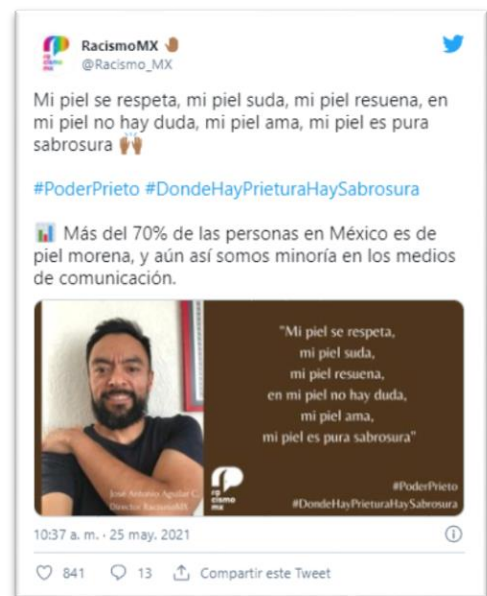 RacismoMX
@Racismo_MX
Mi piel se respeta, mi piel suda, mi piel resuena, en
mi piel no hay duda, mi piel ama, mi piel es pura
sabrosura
#PoderPrieto #DondeHayPrieturaHaySabrosura
Más del 70% de las personas en México es de
piel morena, y aún así somos minoría en los medios
de comunicación.
"Mi piel se respeta,
mi piel suda,
mi piel resuena,
en mi piel no hay duda,
mi piel ama,
mi piel es pura sabrosura"
José Antonio Aguilar C.
Director RacismoMX
ra
cismo
mx
#PoderPrieto
#DondeHayPrieturaHaySabrosura
10:37 a. m. · 25 may. 2021
841 13 Compartir este Tweet